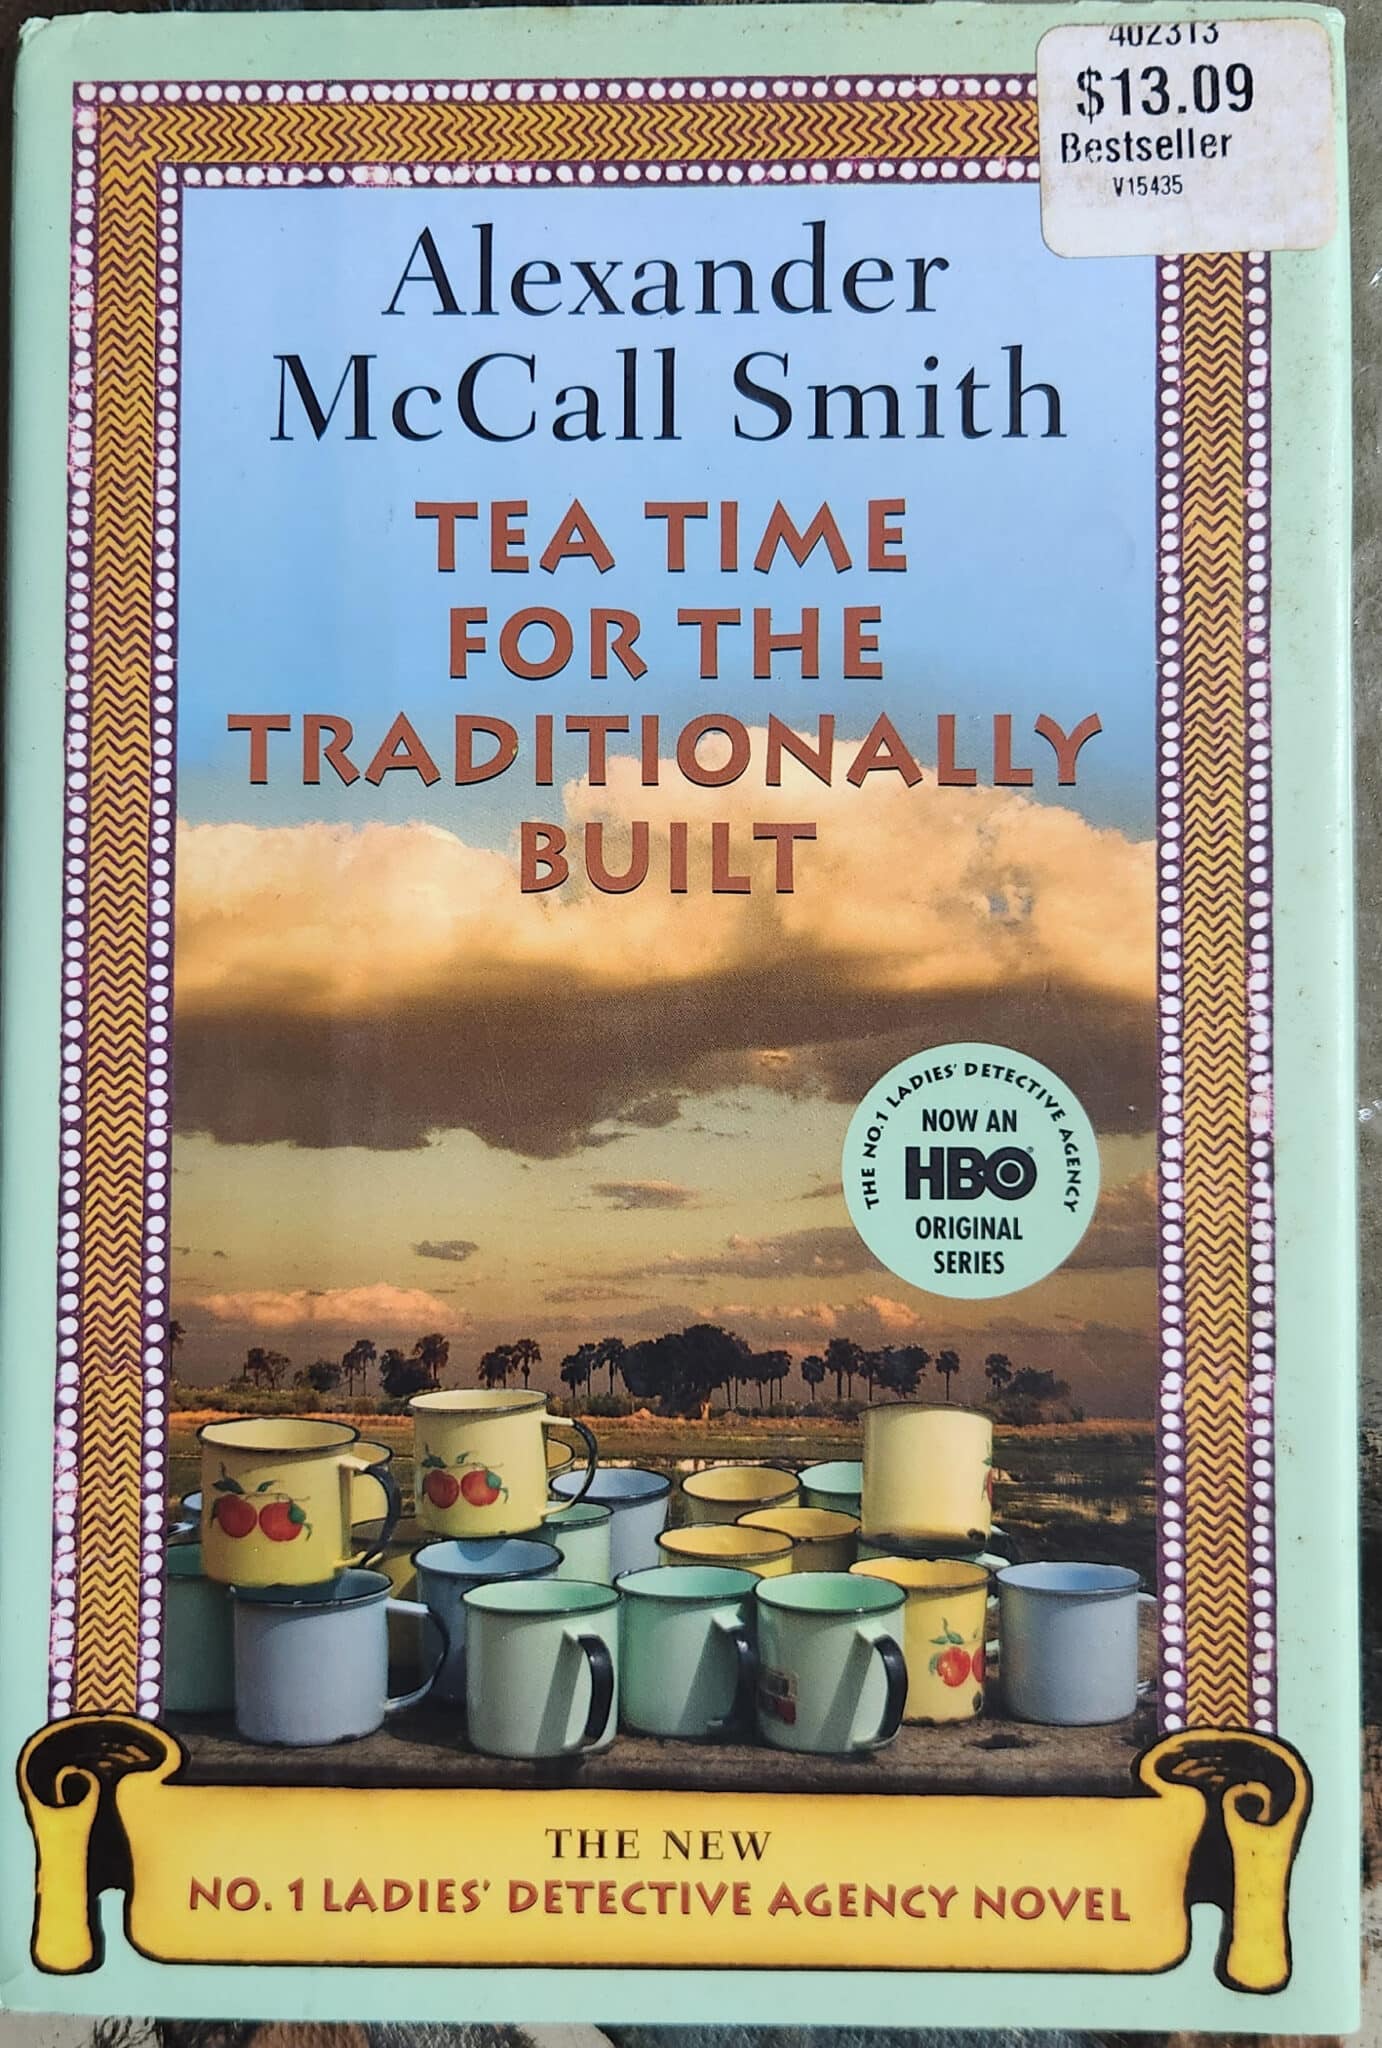 402313
$13.09
Bestseller
V15435
Alexander
McCall Smith
TEA TIME
FOR THE
TRADITIONALLY
BUILT
THE NO. 1 LADIES' DETECTIVE AGENCY
NOW AN
HBO
ORIGINAL
SERIES
THE NEW
NO. 1 LADIES' DETECTIVE AGENCY NOVEL